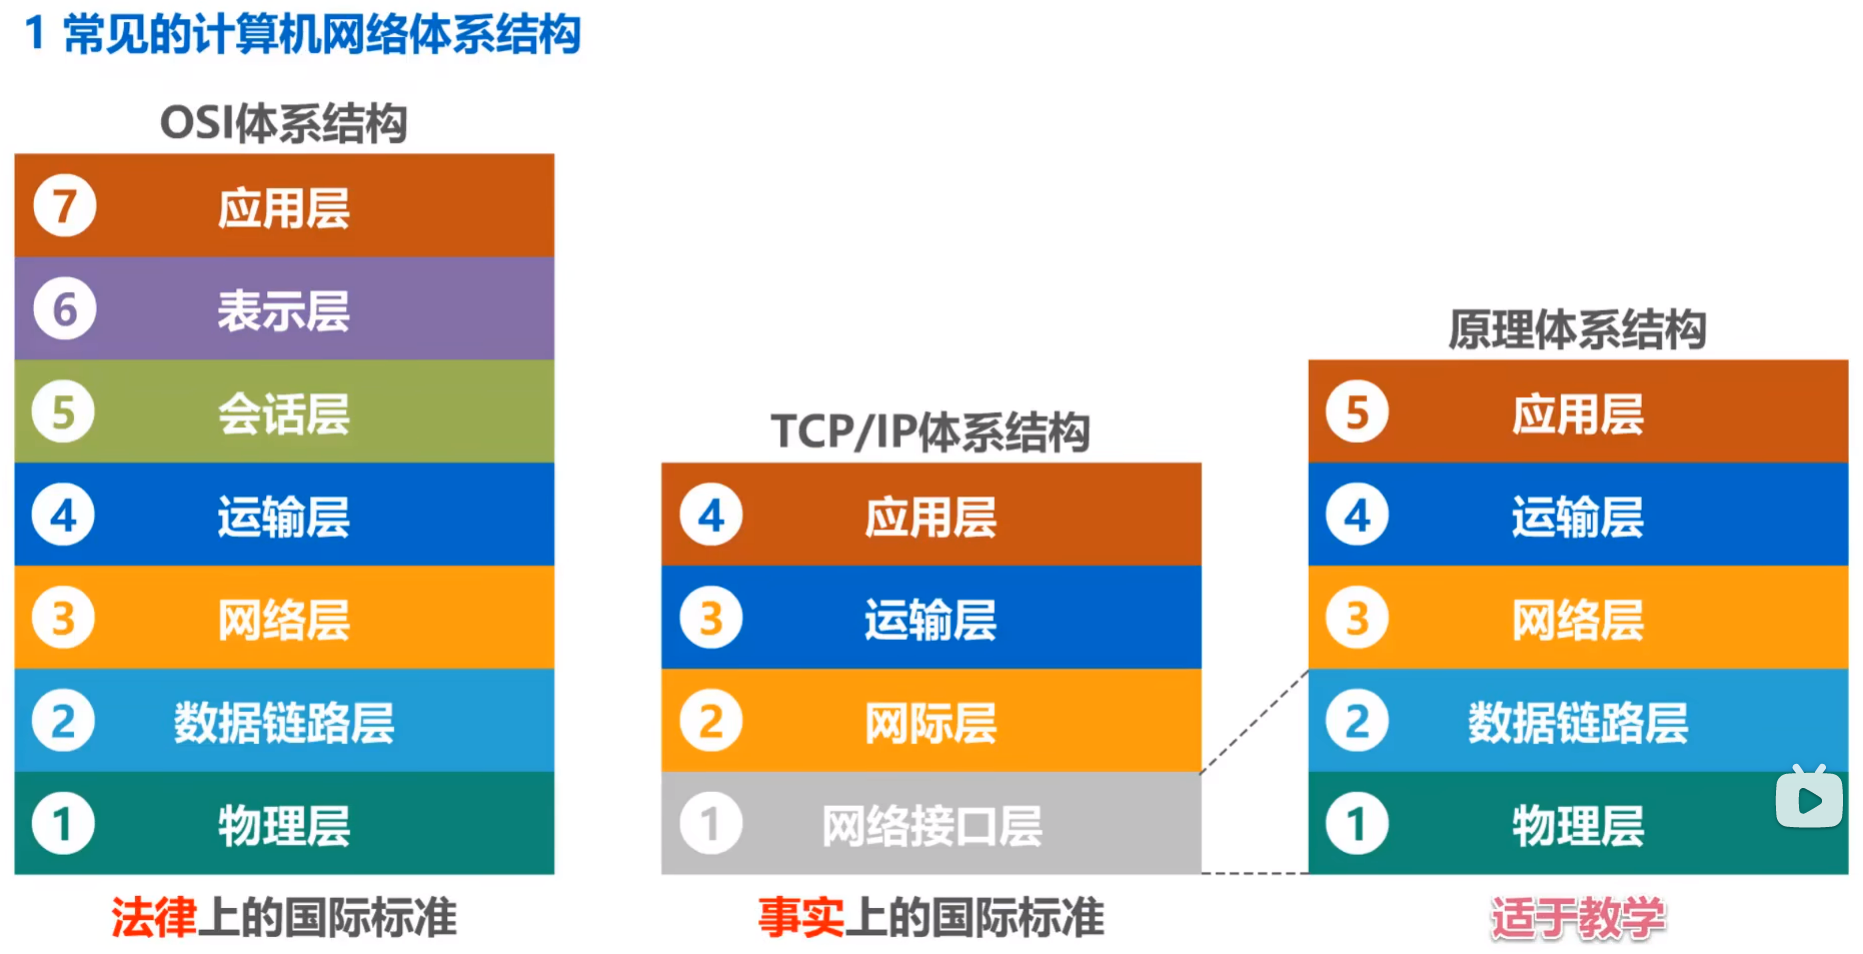 1 常见的计算机网络体系结构
OSI体系结构
7 应用层
6 表示层
5 会话层
4 运输层
3 网络层
2 数据链路层
1 物理层
法律上的国际标准
TCP/IP体系结构
4 应用层
3 运输层
2 网际层
1 网络接口层
事实上的国际标准
原理体系结构
5 应用层
4 运输层
3 网络层
2 数据链路层
1 物理层
适于教学